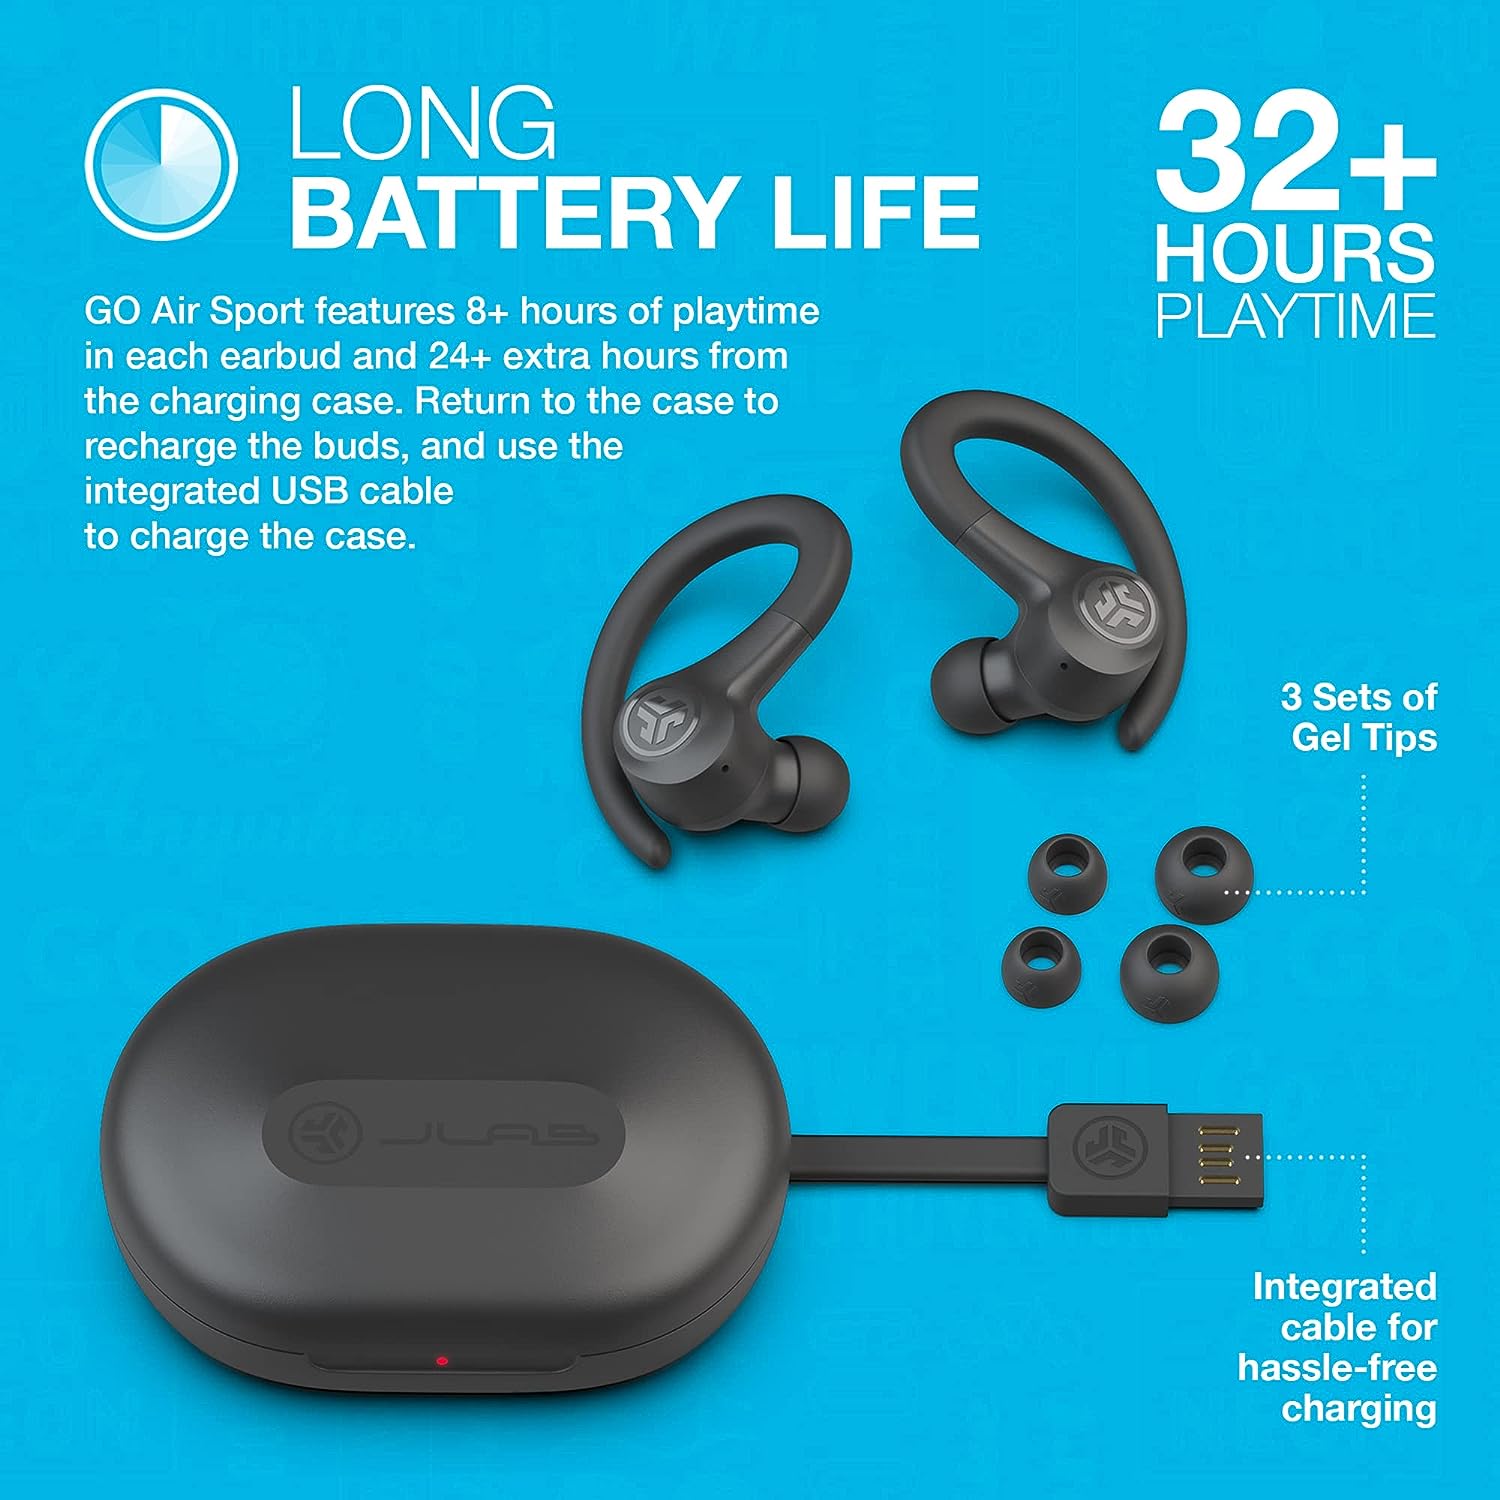 LONG
BATTERY LIFE
32+
HOURS
PLAYTIME
GO Air Sport features 8+ hours of playtime
in each earbud and 24+ extra hours from
the charging case. Return to the case to
recharge the buds, and use the
integrated USB cable
to charge the case.
3 Sets of
Gel Tips
JLAB
Integrated
cable for
hassle-free
charging